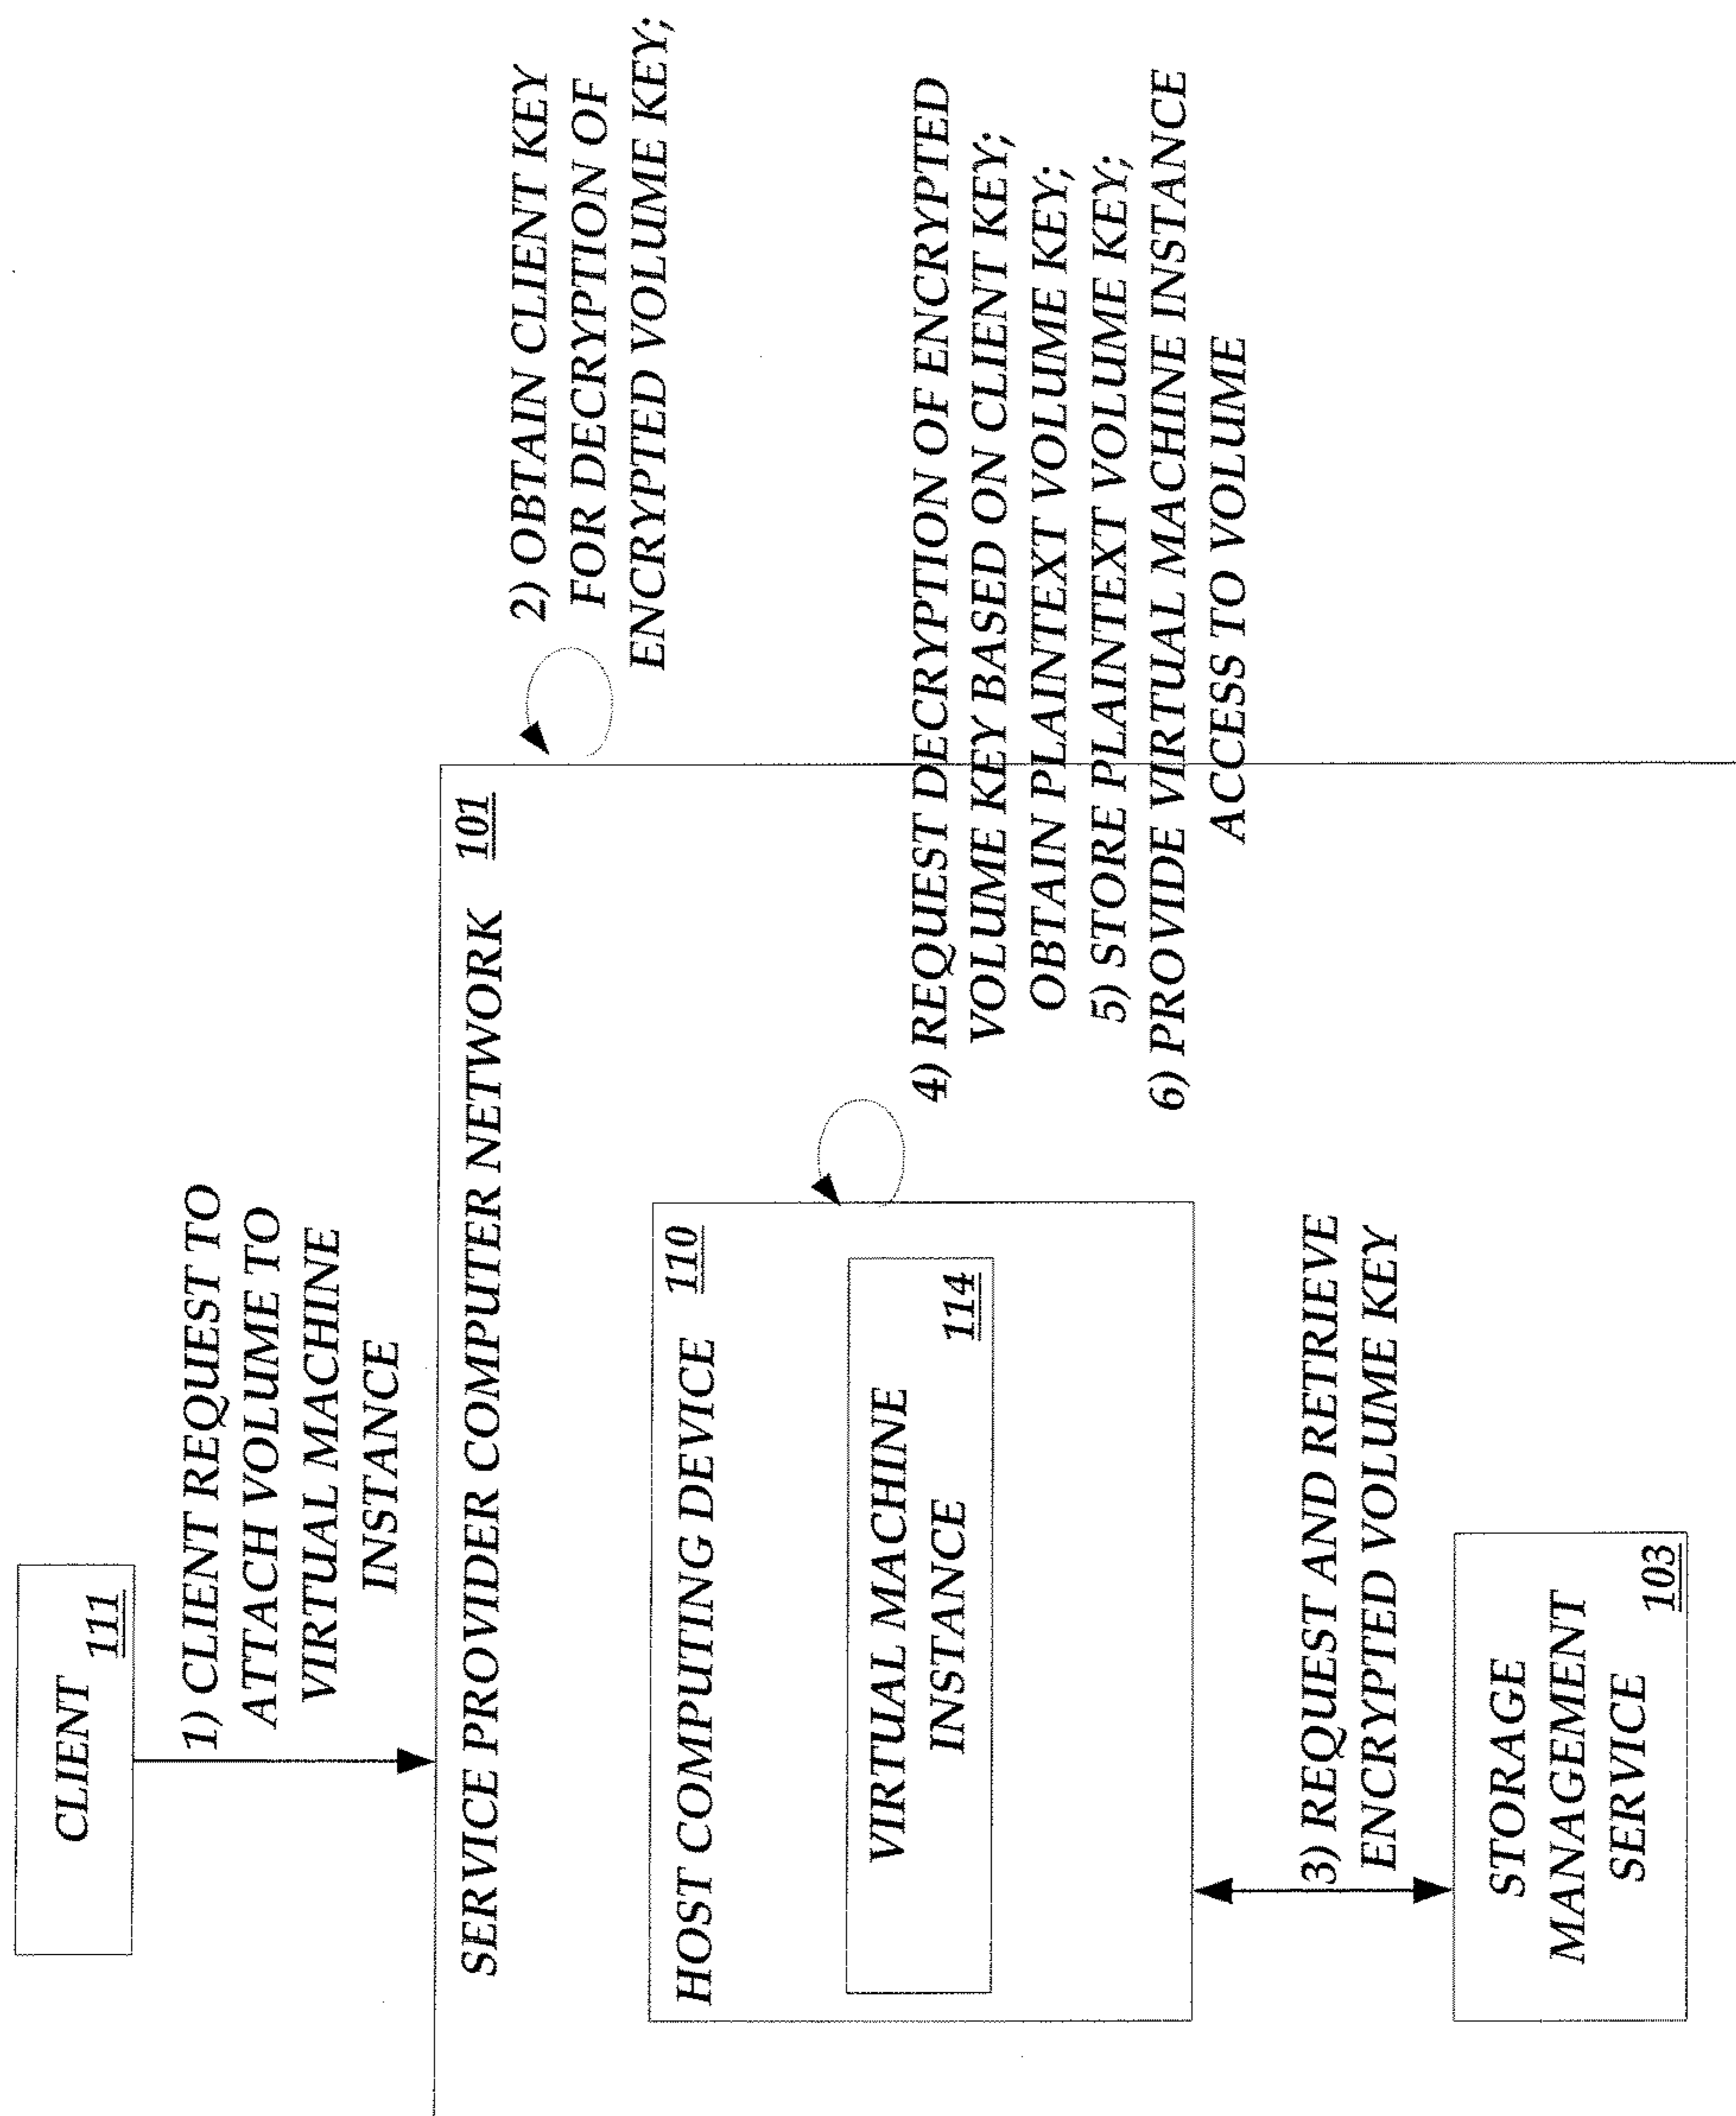 CLIENT
111
1) CLIENT REQUEST TO
ATTACH VOLUME TO
VIRTUAL MACHINE
INSTANCE
SERVICE PROVIDER COMPUTER NETWORK 101
2) OBTAIN CLIENT KEY
FOR DECRYPTION OF
ENCRYPTED VOLUME KEY;
HOST COMPUTING DEVICE 110
VIRTUAL MACHINE
INSTANCE
114
4) REQUEST DECRYPTION OF ENCRYPTED
VOLUME KEY BASED ON CLIENT KEY;
OBTAIN PLAINTEXT VOLUME KEY;
5) STORE PLAINTEXT VOLUME KEY;
6) PROVIDE VIRTUAL MACHINE INSTANCE
ACCESS TO VOLUME
3) REQUEST AND RETRIEVE
ENCRYPTED VOLUME KEY
STORAGE
MANAGEMENT
SERVICE
103